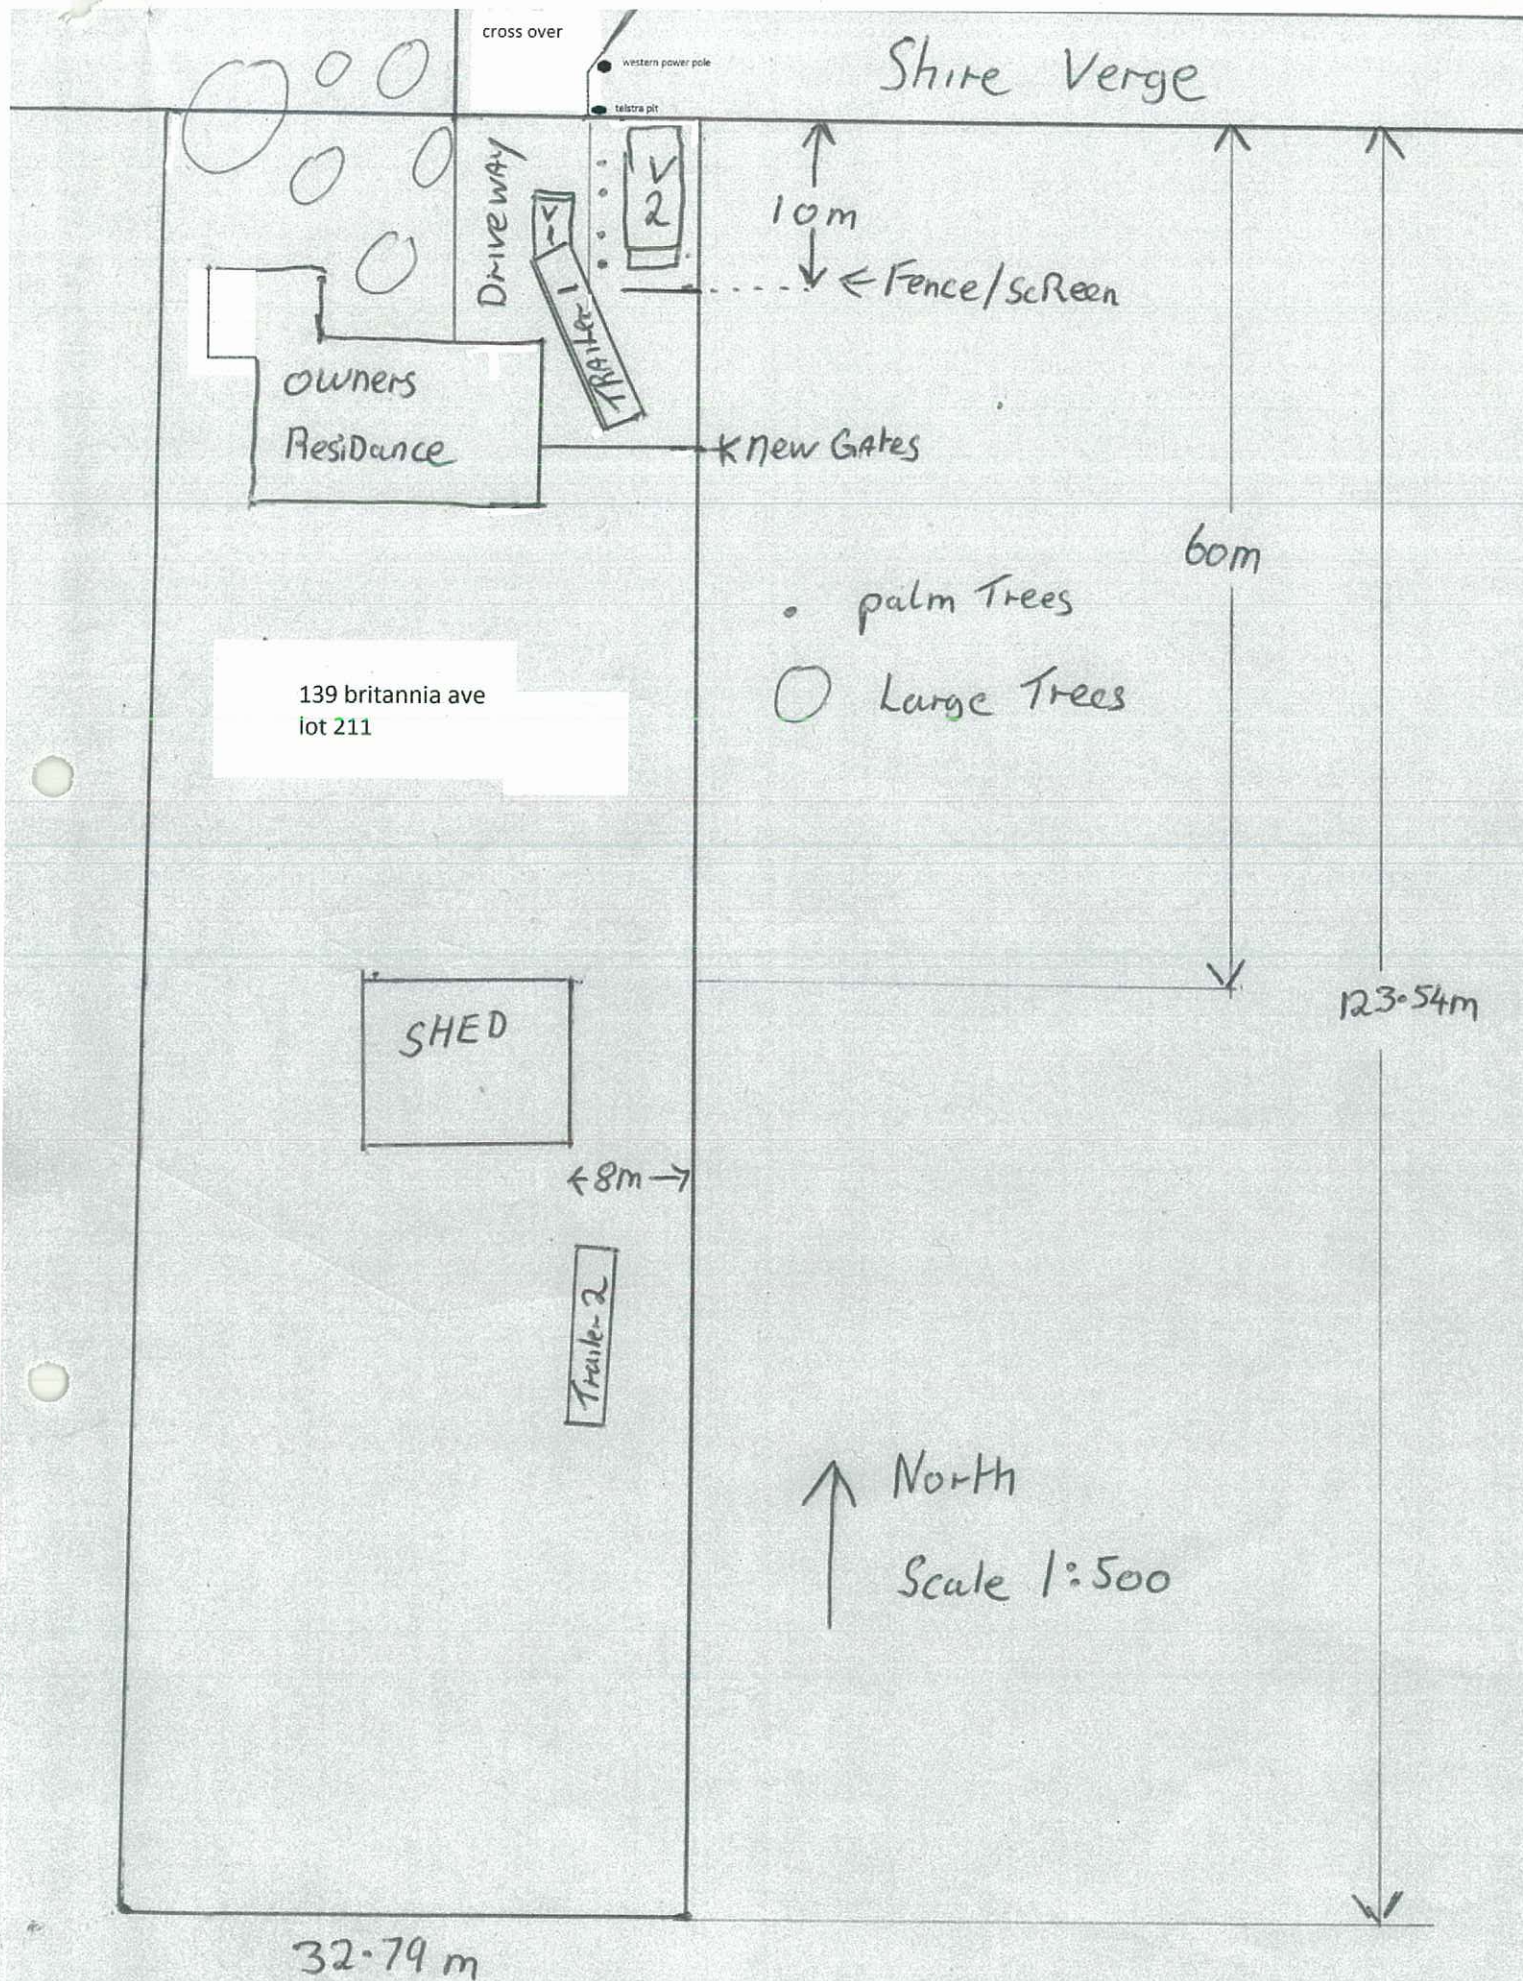 cross over
western power pole
telstra pit
Shire Verge
DriveWAY
V1
V
2
TRAILER-1
10m
←Fence/ScReen
owners
ResiDance
new GAtes
60m
palm Trees
Large Trees
139 britannia ave
lot 211
SHED
123.54m
←8m→
Trailer-2
North
Scale 1:500
32.79 m